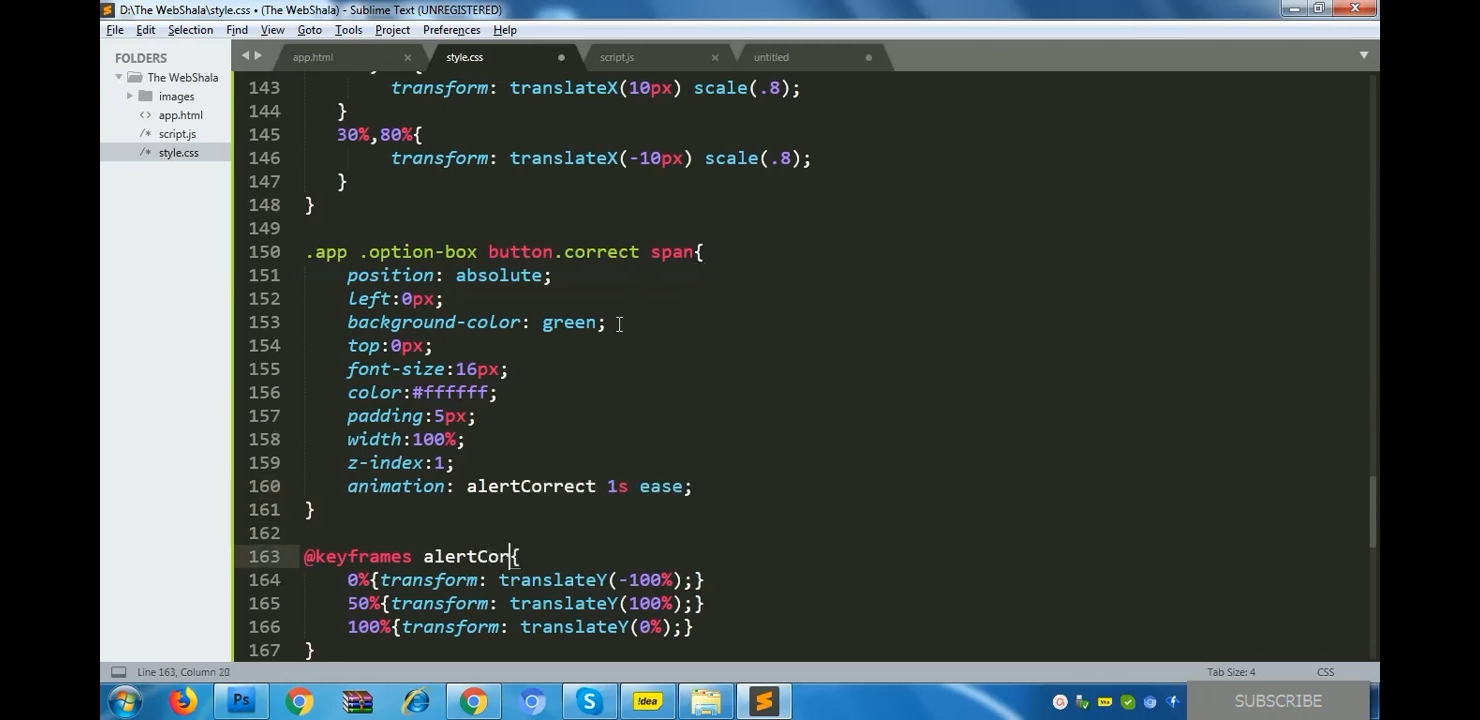 D:\The WebShala\style.css • (The WebShala) - Sublime Text (UNREGISTERED)
File Edit Selection Find View Goto Tools Project Preferences Help
FOLDERS
The WebShala
images
app.html
script.js
style.css
app.html style.css script.js untitled
143 transform: translateX(10px) scale(.8);
144 }
145 30%,80%{
146 transform: translateX(-10px) scale(.8);
147 }
148 }
149
150 .app .option-box button.correct span{
151 position: absolute;
152 left:0px;
153 background-color: green;
154 top:0px;
155 font-size:16px;
156 color:#ffffff;
157 padding:5px;
158 width:100%;
159 z-index:1;
160 animation: alertCorrect 1s ease;
161 }
162
163 @keyframes alertCor{
164 0%{transform: translateY(-100%);}
165 50%{transform: translateY(100%);}
166 100%{transform: translateY(0%);}
167 }
Line 163, Column 20 Tab Size: 4 CSS
Ps !dea SUBSCRIBE